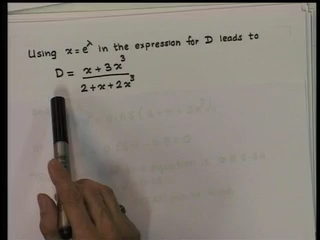 Using x = e^λ in the expression for D leads to
D = (x + 3x^3) / (2 + x + 2x^3)